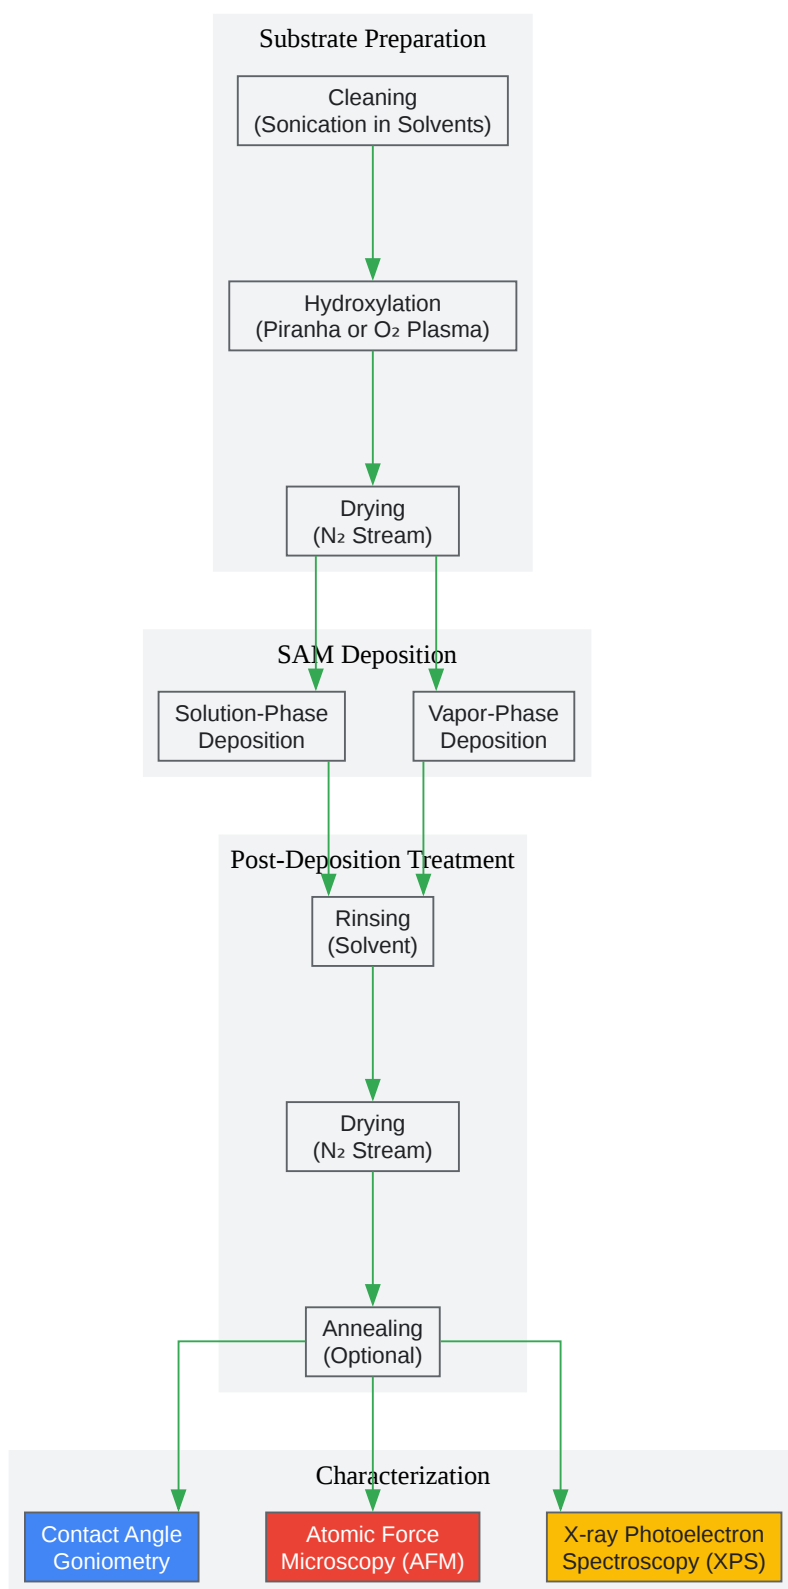 Substrate Preparation
Cleaning
(Sonication in Solvents)
Hydroxylation
(Piranha or O₂ Plasma)
Drying
(N₂ Stream)
SAM Deposition
Solution-Phase
Deposition
Vapor-Phase
Deposition
Post-Deposition Treatment
Rinsing
(Solvent)
Drying
(N₂ Stream)
Annealing
(Optional)
Characterization
Contact Angle
Goniometry
Atomic Force
Microscopy (AFM)
X-ray Photoelectron
Spectroscopy (XPS)